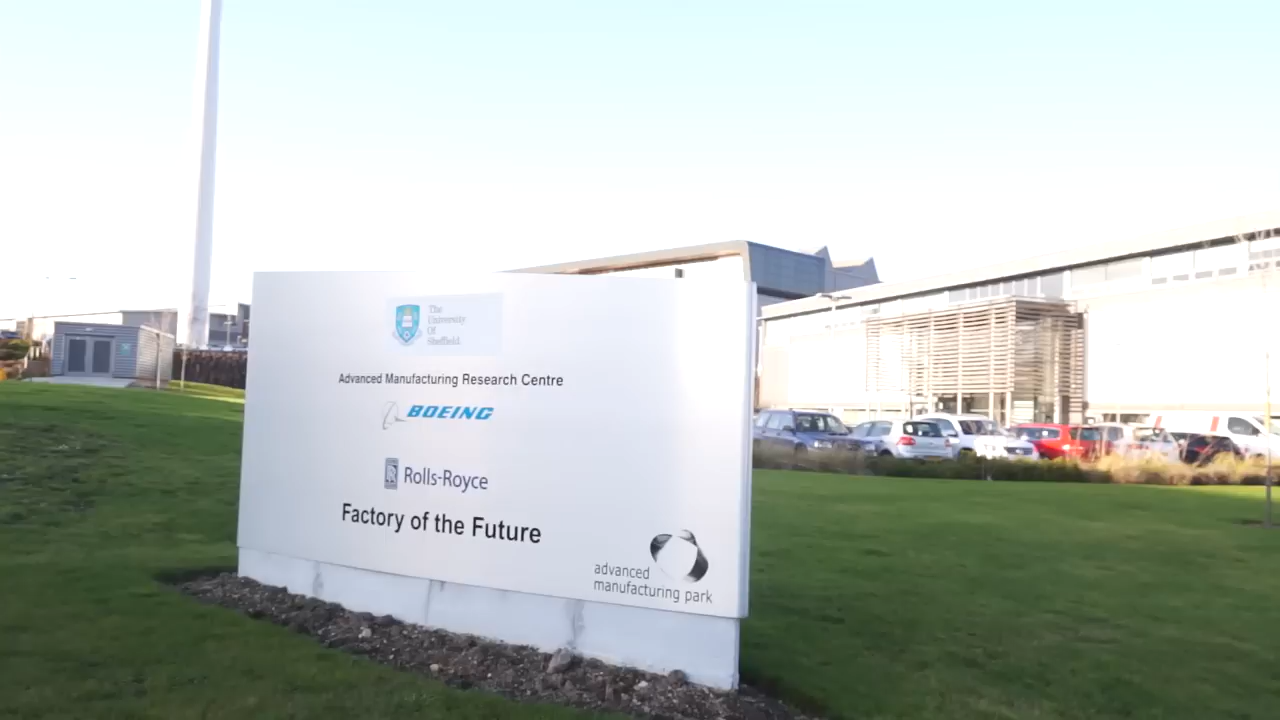 The
University
Of
Sheffield.
Advanced Manufacturing Research Centre
BOEING
Rolls-Royce
Factory of the Future
advanced
manufacturing park